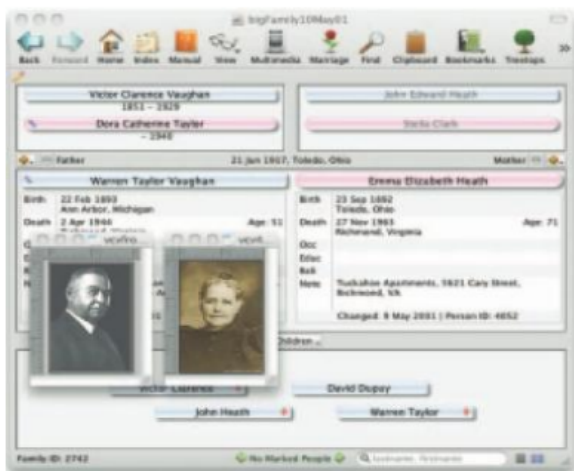 bigFamily10May01
Back Forward Home Index Manual View Multimedia Marriage Find Clipboard Bookmarks Treetops
Victor Clarence Vaughan
1851 - 1929
Dora Catherine Taylor
- 1940
John Edward Heath
Stella Clark
Father
21 Jun 1917, Toledo, Ohio
Mother
Warren Taylor Vaughan
Birth 22 Feb 1893
Ann Arbor, Michigan
Death 2 Apr 1944 Age: 51
Richmond, Virginia
Emma Elizabeth Heath
Birth 23 Sep 1892
Toledo, Ohio
Death 27 Nov 1963 Age: 71
Richmond, Virginia
Occ
Educ
Reli
Note Tuckahoe Apartments, 5621 Cary Street,
Richmond, VA
Changed: 9 May 2001 | Person ID: 4052
Children
Victor Clarence
David Dupuy
John Heath
Warren Taylor
Family ID: 2742
No Marked People
Lastname, Firstname